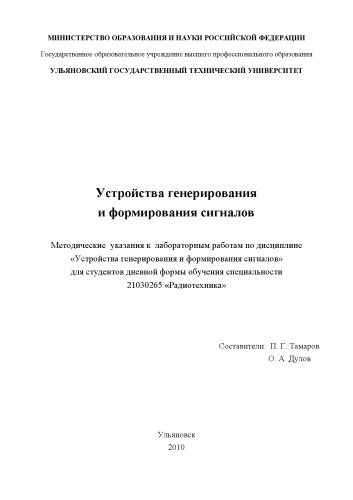 МИНИСТЕРСТВО ОБРАЗОВАНИЯ И НАУКИ РОССИЙСКОЙ ФЕДЕРАЦИИ
Государственное образовательное учреждение высшего профессионального образования
УЛЬЯНОВСКИЙ ГОСУДАРСТВЕННЫЙ ТЕХНИЧЕСКИЙ УНИВЕРСИТЕТ
Устройства генерирования
и формирования сигналов
Методические указания к лабораторным работам по дисциплине
«Устройства генерирования и формирования сигналов»
для студентов дневной формы обучения специальности
21030265 «Радиотехника»
Составители: П. Г. Тамаров
О. А. Дулов
Ульяновск
2010